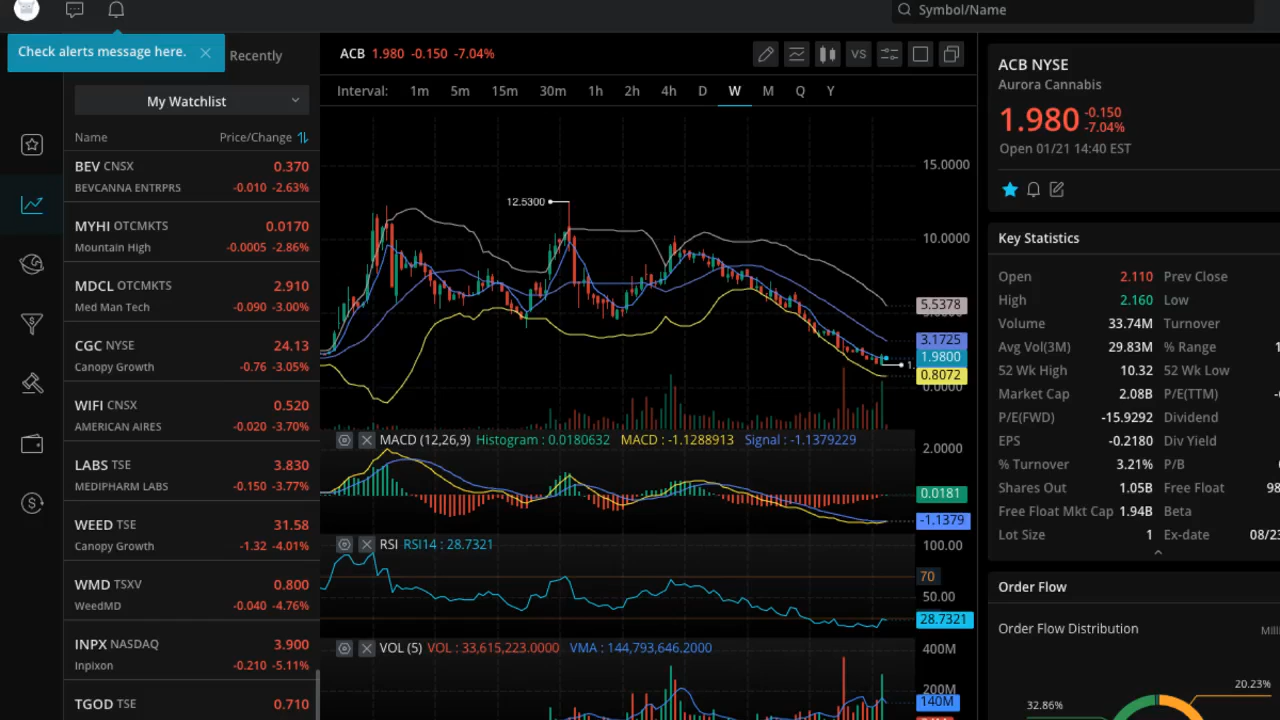 Symbol/Name
Check alerts message here.
Recently
My Watchlist
Name Price/Change
BEV CNSX 0.370
BEVCANNA ENTRPRS -0.010 -2.63%
MYHI OTCMKTS 0.0170
Mountain High -0.0005 -2.86%
MDCL OTCMKTS 2.910
Med Man Tech -0.090 -3.00%
CGC NYSE 24.13
Canopy Growth -0.76 -3.05%
WIFI CNSX 0.520
AMERICAN AIRES -0.020 -3.70%
LABS TSE 3.830
MEDIPHARM LABS -0.150 -3.77%
WEED TSE 31.58
Canopy Growth -1.32 -4.01%
WMD TSXV 0.800
WeedMD -0.040 -4.76%
INPX NASDAQ 3.900
Inpixon -0.210 -5.11%
TGOD TSE 0.710
ACB 1.980 -0.150 -7.04%
VS
Interval: 1m 5m 15m 30m 1h 2h 4h D W M Q Y
15.0000
12.5300
10.0000
5.5378
3.1725
1.9800
0.8072
0.0000
MACD (12,26,9) Histogram : 0.0180632 MACD : -1.1288913 Signal : -1.1379229
2.0000
0.0181
-1.1379
RSI RSI14 : 28.7321
100.00
70
50.00
28.7321
VOL (5) VOL : 33,615,223.0000 VMA : 144,793,646.2000
400M
200M
140M
ACB NYSE
Aurora Cannabis
1.980 -0.150
-7.04%
Open 01/21 14:40 EST
Key Statistics
Open 2.110 Prev Close
High 2.160 Low
Volume 33.74M Turnover
Avg Vol(3M) 29.83M % Range
52 Wk High 10.32 52 Wk Low
Market Cap 2.08B P/E(TTM)
P/E(FWD) -15.9292 Dividend
EPS -0.2180 Div Yield
% Turnover 3.21% P/B
Shares Out 1.05B Free Float 98
Free Float Mkt Cap 1.94B Beta
Lot Size 1 Ex-date 08/23
Order Flow
Order Flow Distribution
20.23%
32.86%